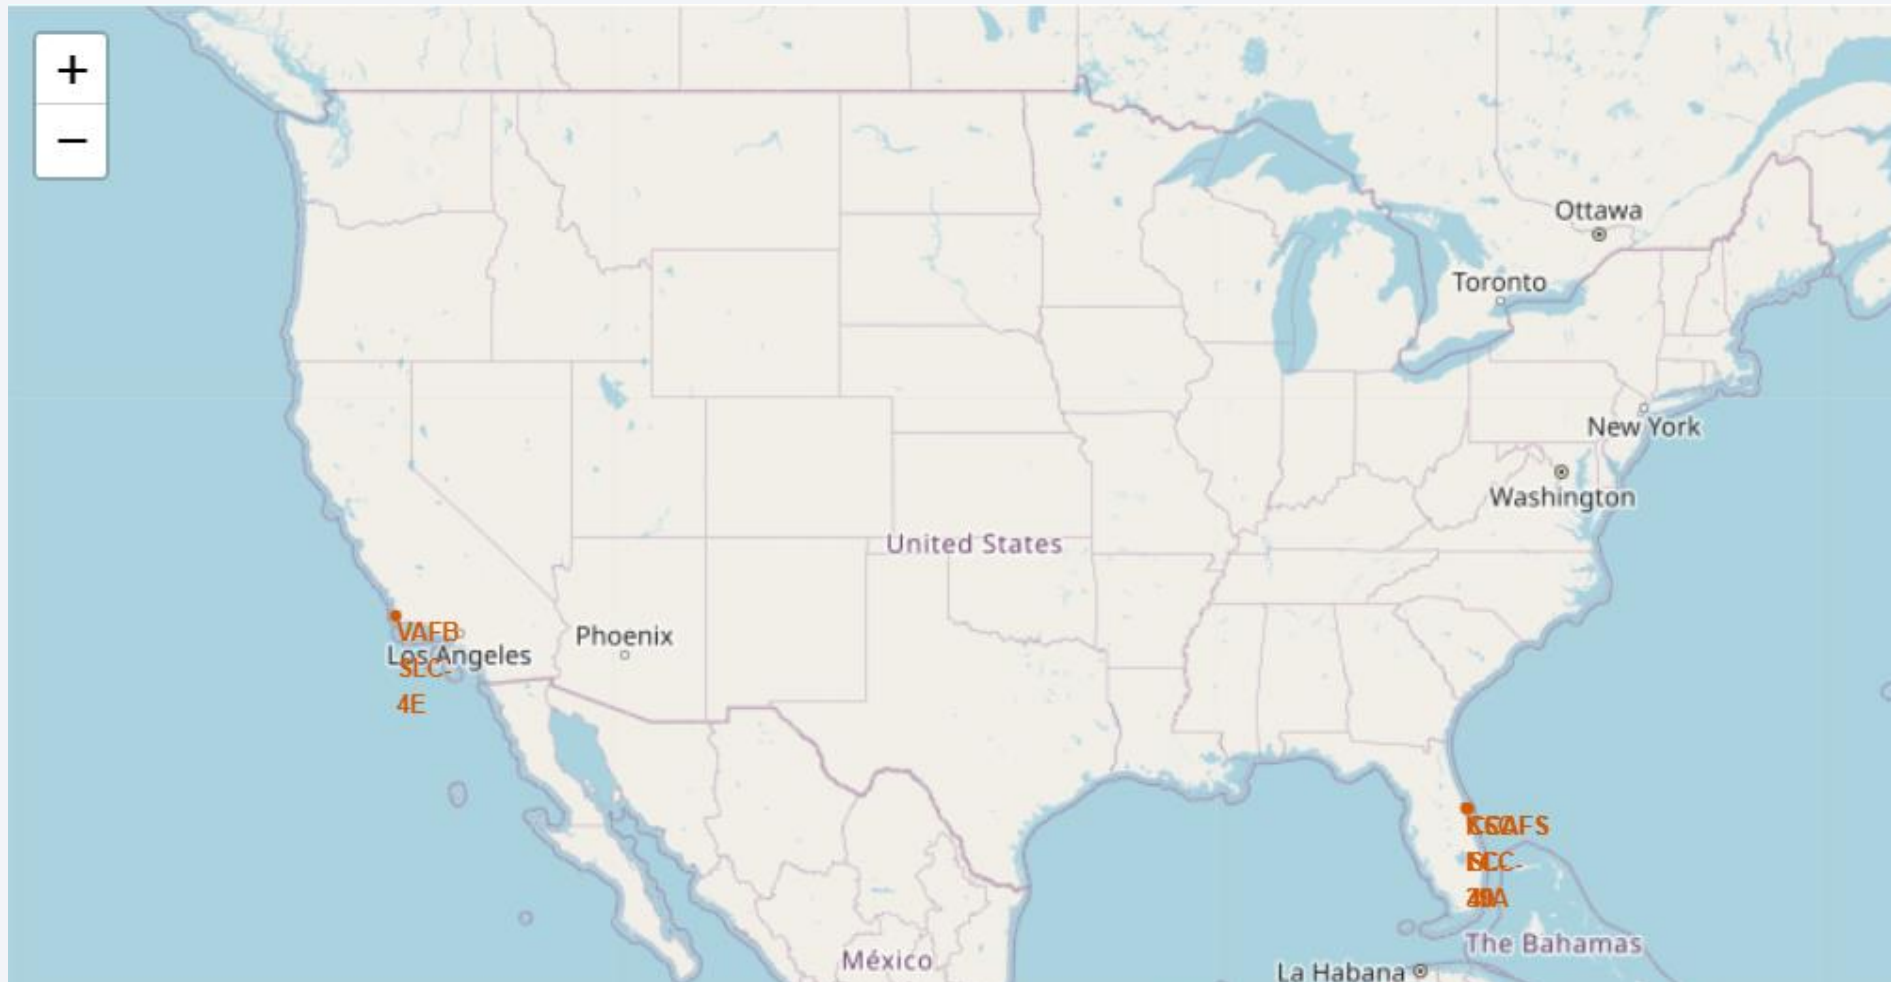 +
−
Ottawa
Toronto
New York
Washington
United States
Phoenix
VAFB
Los Angeles
SLC-
4E
The Bahamas
México
La Habana